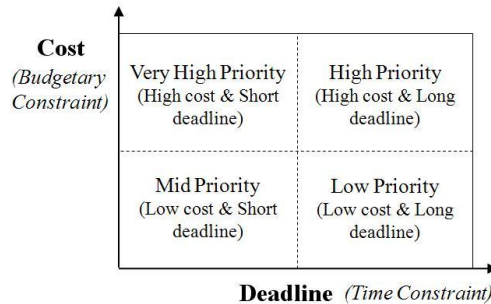 Cost
(Budgetary
Constraint)
Very High Priority
(High cost & Short
deadline)
High Priority
(High cost & Long
deadline)
Mid Priority
(Low cost & Short
deadline)
Low Priority
(Low cost & Long
deadline)
Deadline (Time Constraint)